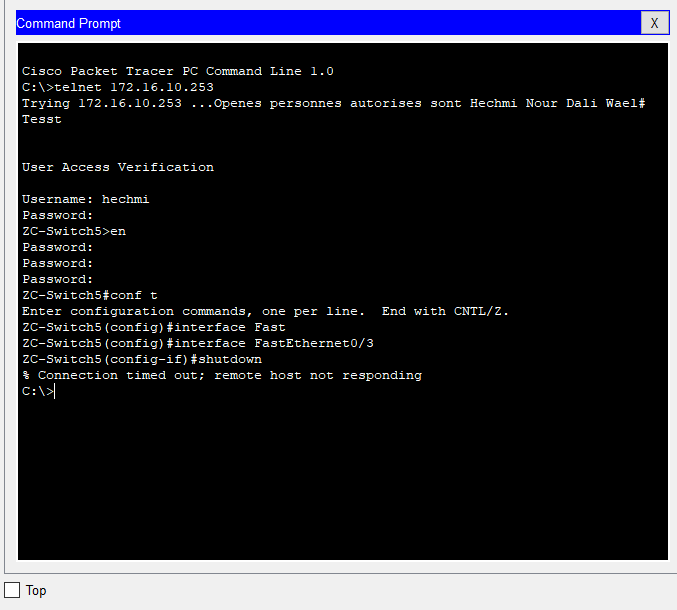 Command Prompt
X
Cisco Packet Tracer PC Command Line 1.0
C:\>telnet 172.16.10.253
Trying 172.16.10.253 ...Openes personnes autorises sont Hechmi Nour Dali Wael#
Tesst
User Access Verification
Username: hechmi
Password:
ZC-Switch5>en
Password:
Password:
Password:
ZC-Switch5#conf t
Enter configuration commands, one per line.  End with CNTL/Z.
ZC-Switch5(config)#interface Fast
ZC-Switch5(config)#interface FastEthernet0/3
ZC-Switch5(config-if)#shutdown
% Connection timed out; remote host not responding
C:\>
Top